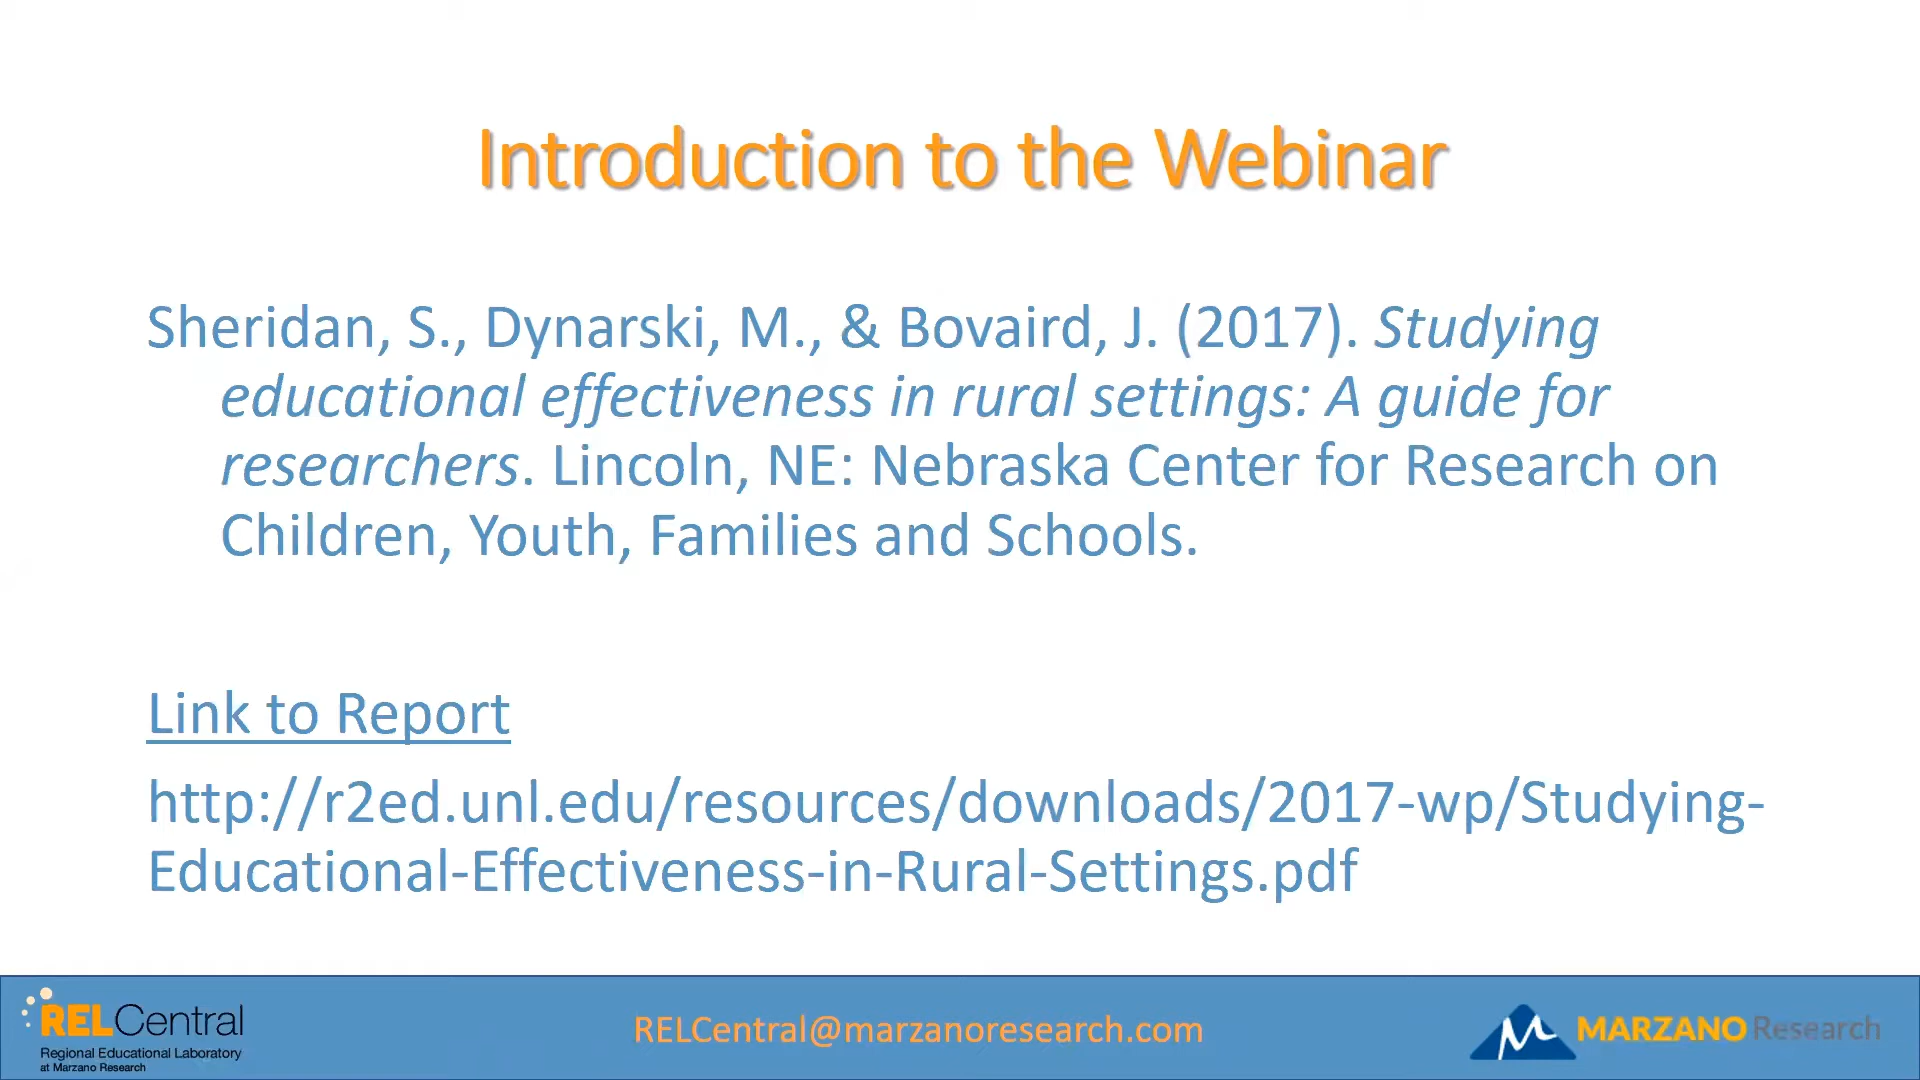 Introduction to the Webinar
Sheridan, S., Dynarski, M., & Bovaird, J. (2017). Studying
educational effectiveness in rural settings: A guide for
researchers. Lincoln, NE: Nebraska Center for Research on
Children, Youth, Families and Schools.
Link to Report
http://r2ed.unl.edu/resources/downloads/2017-wp/Studying-
Educational-Effectiveness-in-Rural-Settings.pdf
RELCentral
Regional Educational Laboratory
at Marzano Research
RELCentral@marzanoresearch.com
MARZANO Research